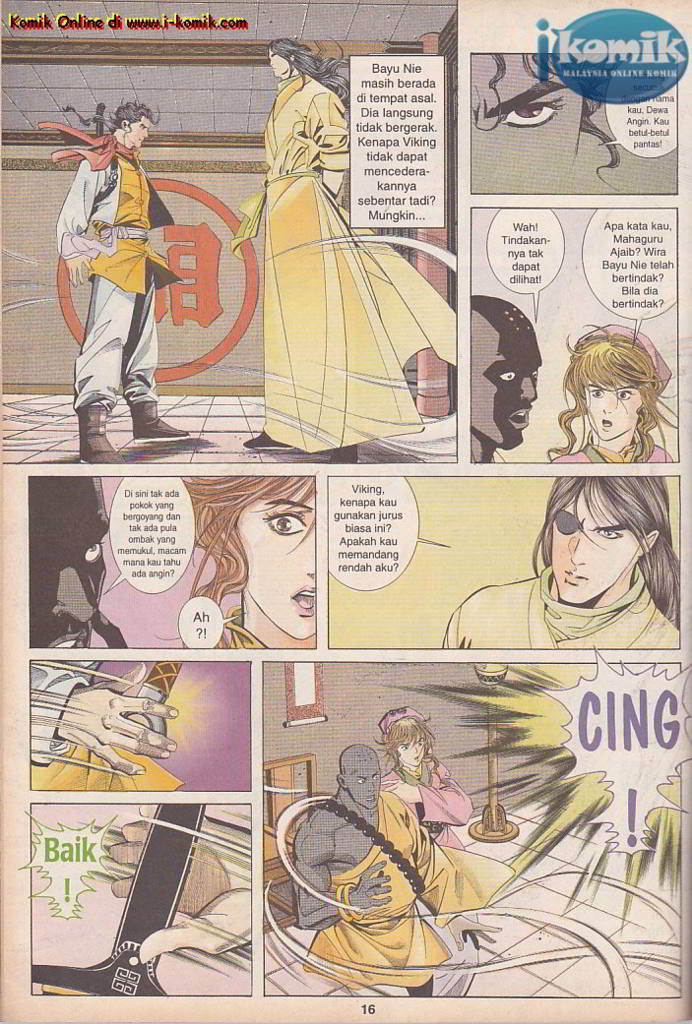 Komik Online di www.i-komik.com
ikomik
MALAYSIA ONLINE KOMIK
Bayu Nie
masih berada
di tempat asal.
Dia langsung
tidak bergerak.
Kenapa Viking
tidak dapat
mencedera-
kannya
sebentar tadi?
Mungkin...
nama
kau, Dewa
Angin. Kau
betul-betul
pantas!
Wah!
Tindakan-
nya tak
dapat
dilihat!
Apa kata kau,
Mahaguru
Ajaib? Wira
Bayu Nie telah
bertindak?
Bila dia
bertindak?
Di sini tak ada
pokok yang
bergoyang dan
tak ada pula
ombak yang
memukul, macam
mana kau tahu
ada angin?
Ah
?!
Viking,
kenapa kau
gunakan jurus
biasa ini?
Apakah kau
memandang
rendah aku?
CING
!
Baik
!
16